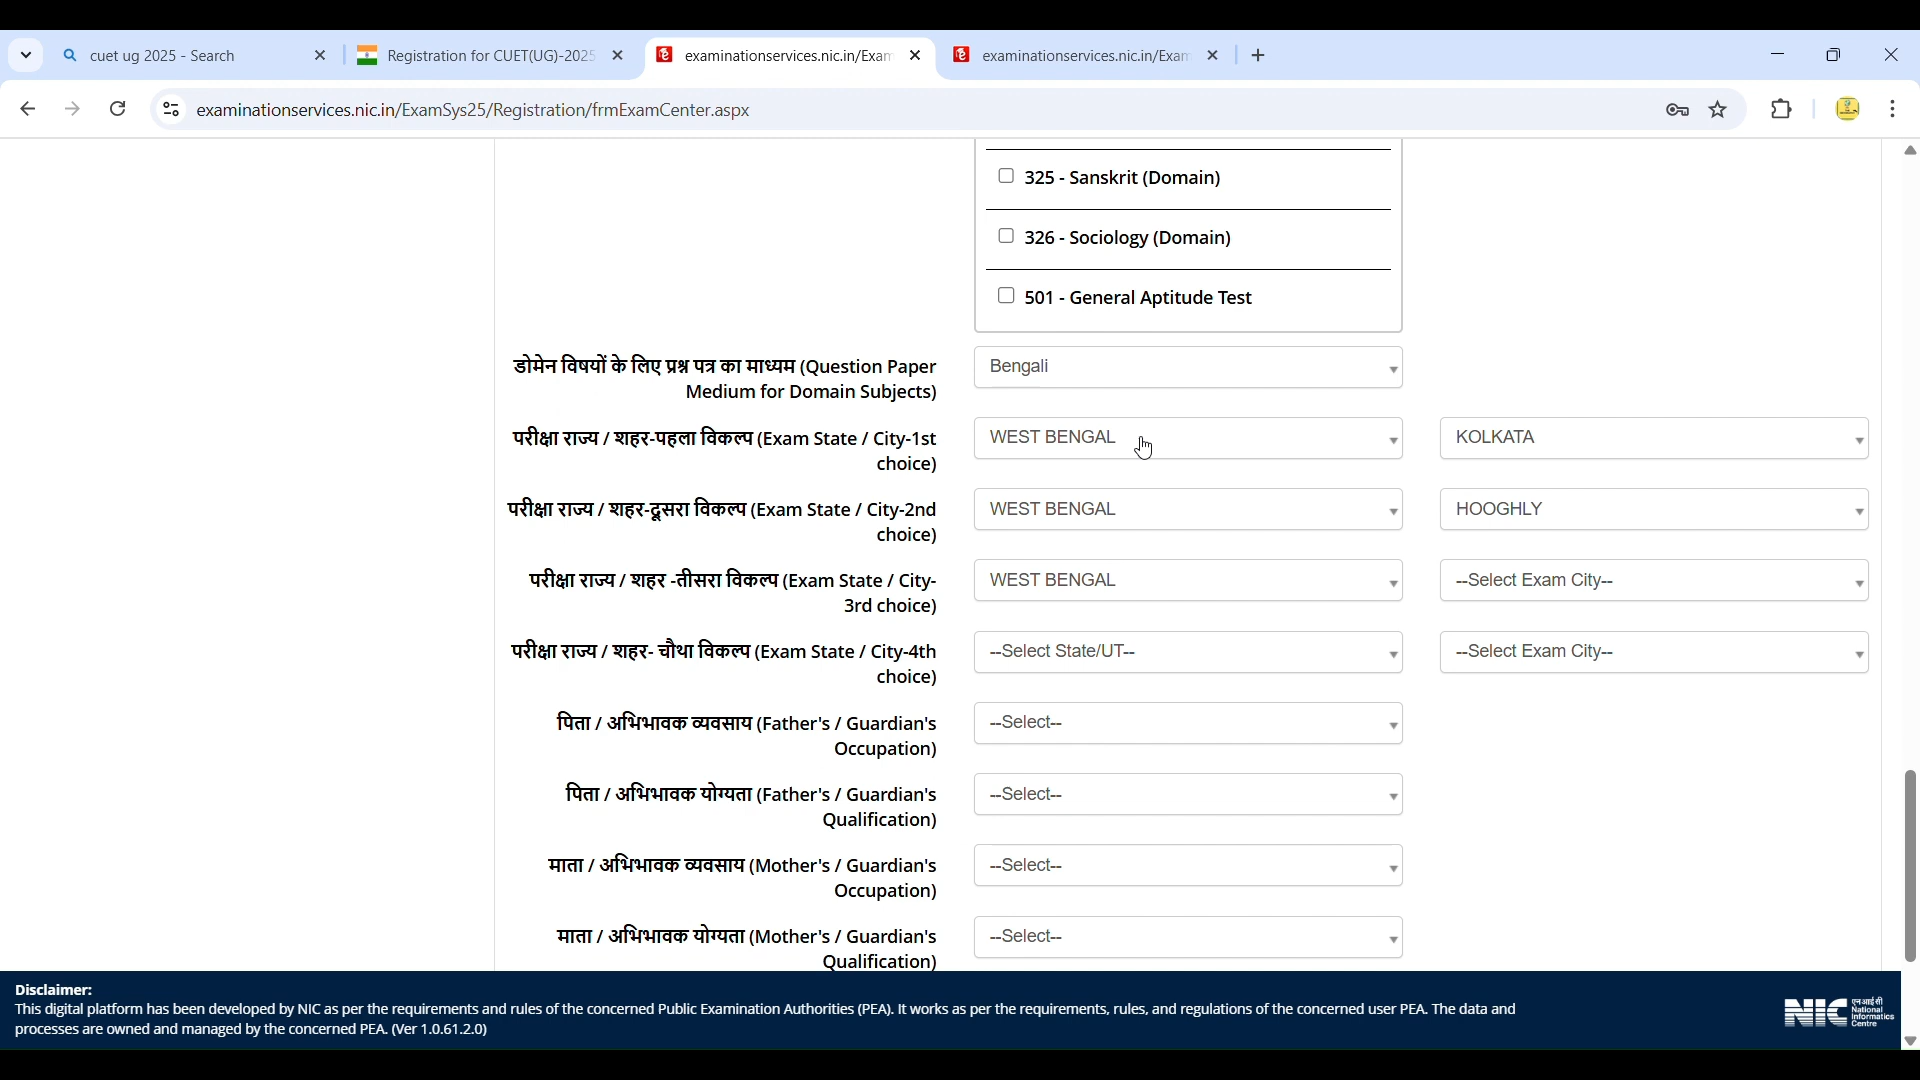 cuet ug 2025 - Search
Registration for CUET(UG)-2025
examinationservices.nic.in/Exam
examinationservices.nic.in/Exam
examinationservices.nic.in/ExamSys25/Registration/frmExamCenter.aspx
325 - Sanskrit (Domain)
326 - Sociology (Domain)
501 - General Aptitude Test
डोमेन विषयों के लिए प्रश्न पत्र का माध्यम (Question Paper Bengali
Medium for Domain Subjects)
परीक्षा राज्य / शहर-पहला विकल्प (Exam State / City-1st WEST BENGAL KOLKATA
choice)
परीक्षा राज्य / शहर-दूसरा विकल्प (Exam State / City-2nd WEST BENGAL HOOGHLY
choice)
परीक्षा राज्य / शहर -तीसरा विकल्प (Exam State / City- WEST BENGAL --Select Exam City--
3rd choice)
परीक्षा राज्य / शहर- चौथा विकल्प (Exam State / City-4th --Select State/UT-- --Select Exam City--
choice)
पिता / अभिभावक व्यवसाय (Father's / Guardian's --Select--
Occupation)
पिता / अभिभावक योग्यता (Father's / Guardian's --Select--
Qualification)
माता / अभिभावक व्यवसाय (Mother's / Guardian's --Select--
Occupation)
माता / अभिभावक योग्यता (Mother's / Guardian's --Select--
Qualification)
Disclaimer:
This digital platform has been developed by NIC as per the requirements and rules of the concerned Public Examination Authorities (PEA). It works as per the requirements, rules, and regulations of the concerned user PEA. The data and
processes are owned and managed by the concerned PEA. (Ver 1.0.61.2.0)
NIC एनआईसी
National
Informatics
Centre